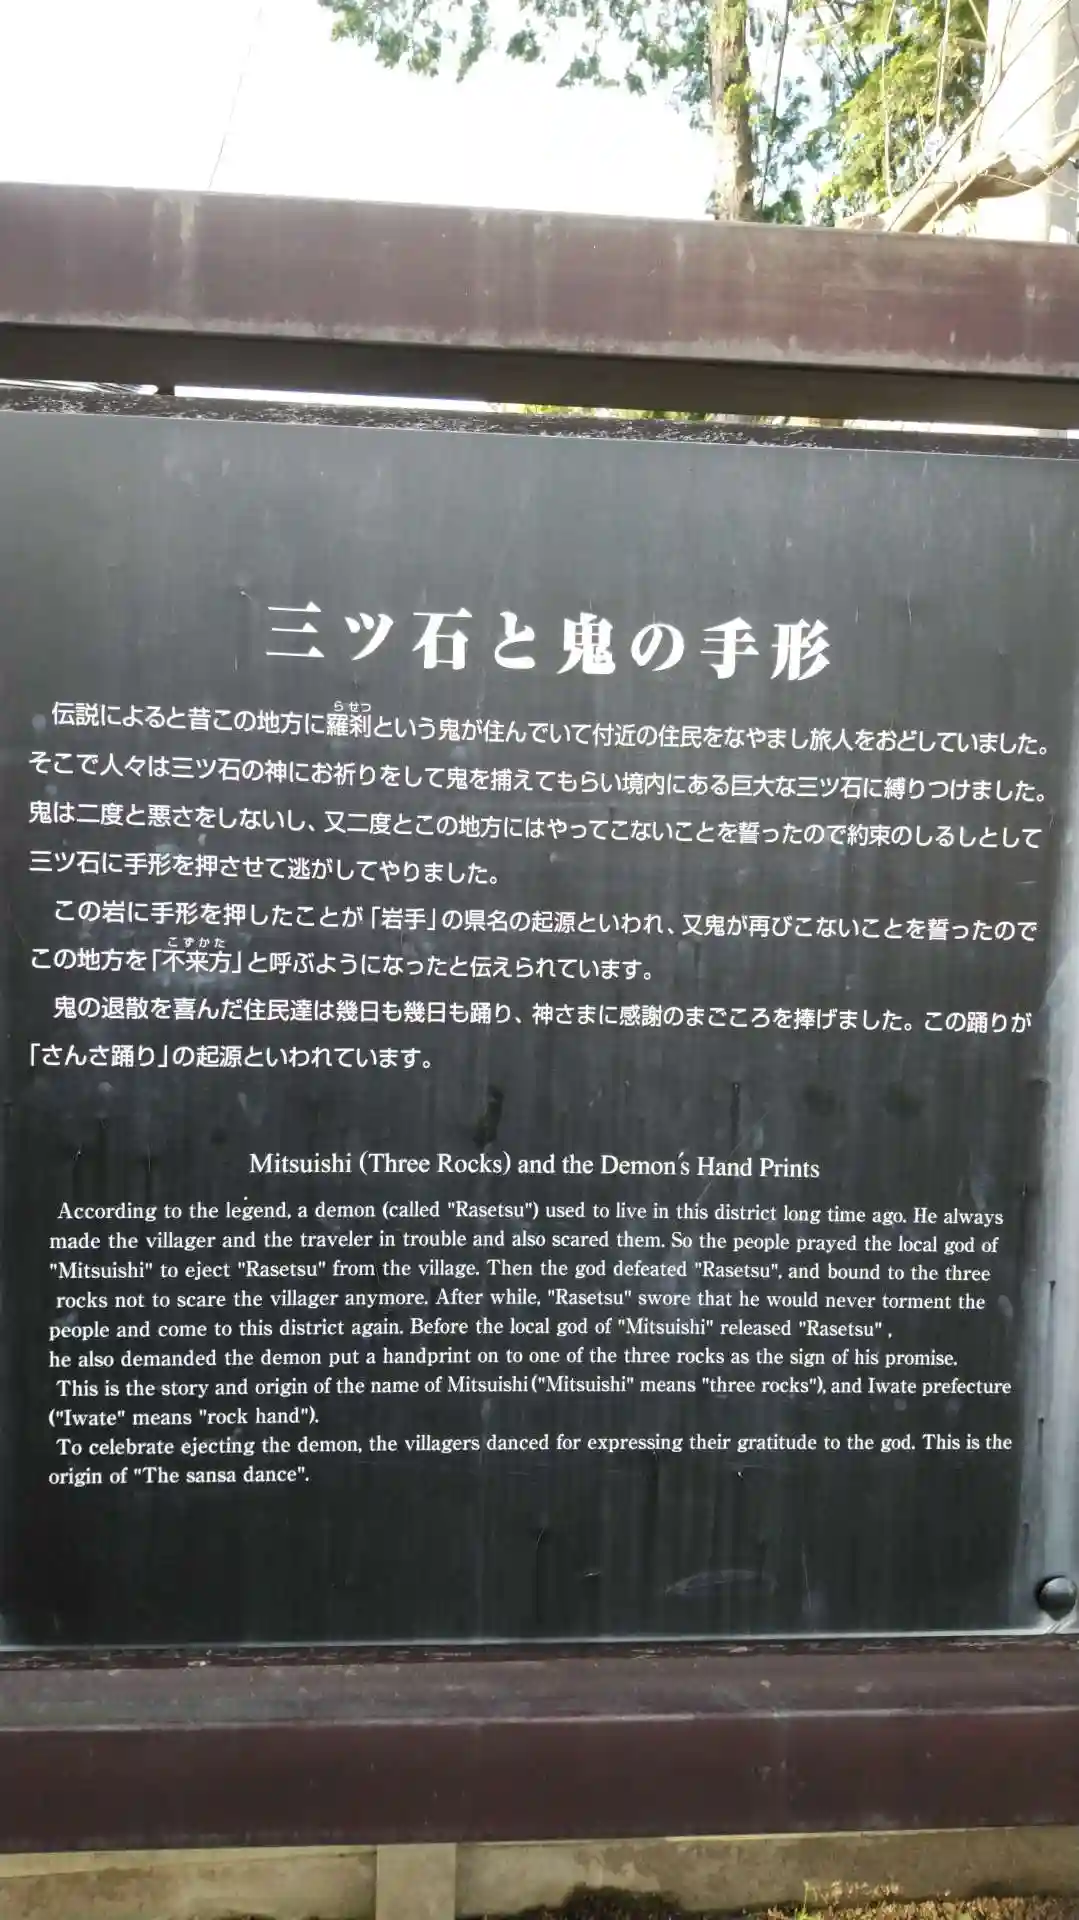 三ツ石と鬼の手形
伝説によると昔この地方に羅刹という鬼が住んでいて付近の住民をなやまし旅人をおどしていました。
らせつ
そこで人々は三ツ石の神にお祈りをして鬼を捕えてもらい境内にある巨大な三ツ石に縛りつけました。
鬼は二度と悪さをしないし、又二度とこの地方にはやってこないことを誓ったので約束のしるしとして
三ツ石に手形を押させて逃がしてやりました。
この岩に手形を押したことが「岩手」の県名の起源といわれ、又鬼が再びこないことを誓ったので
この地方を「不来方」と呼ぶようになったと伝えられています。
こずかた
鬼の退散を喜んだ住民達は幾日も幾日も踊り、神さまに感謝のまごころを捧げました。この踊りが
「さんさ踊り」の起源といわれています。
Mitsuishi (Three Rocks) and the Demon's Hand Prints
According to the legend, a demon (called "Rasetsu") used to live in this district long time ago. He always
made the villager and the traveler in trouble and also scared them. So the people prayed the local god of
"Mitsuishi" to eject "Rasetsu" from the village. Then the god defeated "Rasetsu", and bound to the three
rocks not to scare the villager anymore. After while, "Rasetsu" swore that he would never torment the
people and come to this district again. Before the local god of "Mitsuishi" released "Rasetsu" ,
he also demanded the demon put a handprint on to one of the three rocks as the sign of his promise.
This is the story and origin of the name of Mitsuishi ("Mitsuishi" means "three rocks"), and Iwate prefecture
("Iwate" means "rock hand").
To celebrate ejecting the demon, the villagers danced for expressing their gratitude to the god. This is the
origin of "The sansa dance".